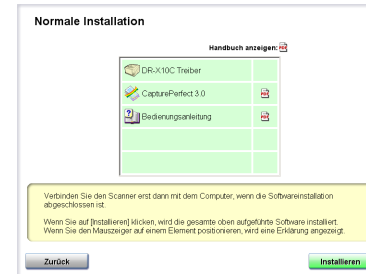 Normale Installation
Handbuch anzeigen:
DR-X10C Treiber
CapturePerfect 3.0
Bedienungsanleitung
Verbinden Sie den Scanner erst dann mit dem Computer, wenn die Softwareinstallation
abgeschlossen ist.
Wenn Sie auf [Installieren] klicken, wird die gesamte oben aufgeführte Software installiert.
Wenn Sie den Mauszeiger auf einem Element positionieren, wird eine Erklärung angezeigt.
Zurück
Installieren